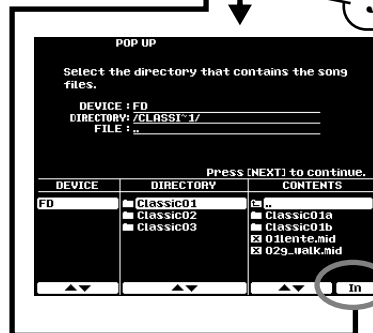 POP UP
Select the directory that contains the song
files.
DEVICE : FD
DIRECTORY: /CLASSI~1/
FILE : ..
Press [NEXT] to continue.
DEVICE DIRECTORY CONTENTS
FD Classic01 ..
Classic02 Classic01a
Classic03 Classic01b
01lente.mid
029_walk.mid
In